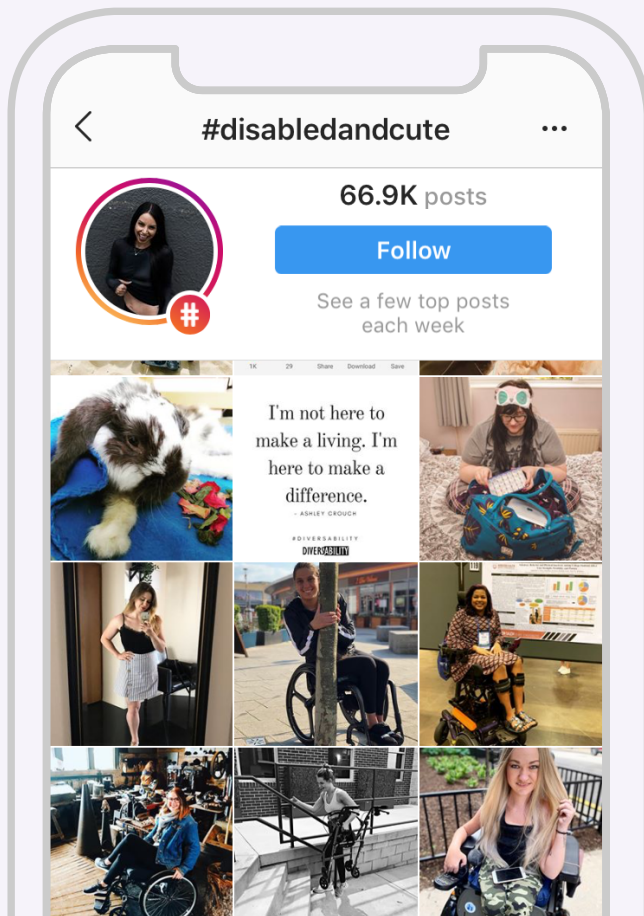 #disabledandcute
66.9K posts
Follow
See a few top posts
each week
#
1K 29 Share Download Save
I'm not here to
make a living. I'm
here to make a
difference.
- ASHLEY CROUCH
#DIVERSABILITY
DIVERSABILITY